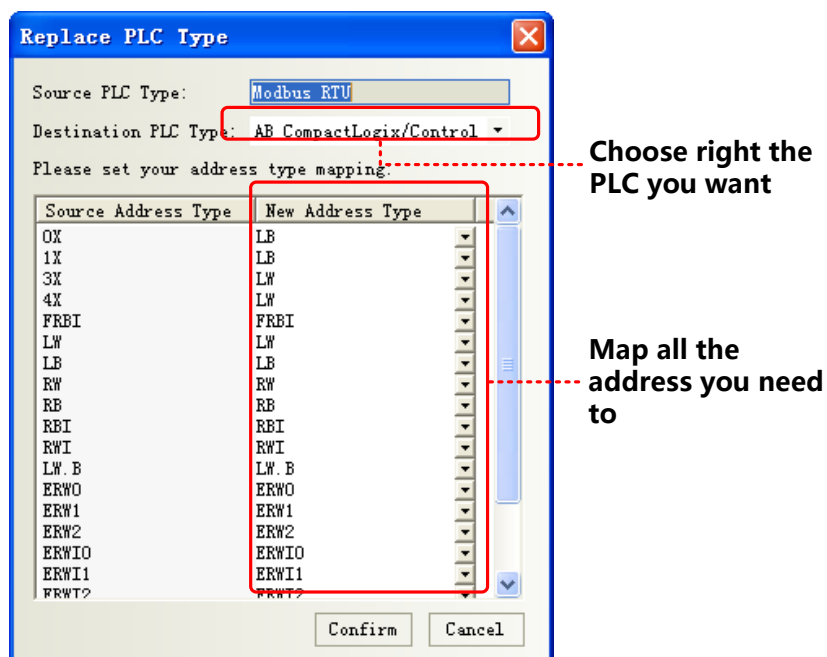 Replace PLC Type
Source PLC Type: Modbus RTU
Destination PLC Type: AB CompactLogix/Control
Please set your address type mapping:
Source Address Type New Address Type
0X LB
1X LB
3X LW
4X LW
FRBI FRBI
LW LW
LB LB
RW RW
RB RB
RBI RBI
RWI RWI
LW.B LW.B
ERW0 ERW0
ERW1 ERW1
ERW2 ERW2
ERWI0 ERWI0
ERWI1 ERWI1
ERWI2 ERWI2
Confirm Cancel
Choose right the
PLC you want
Map all the
address you need
to